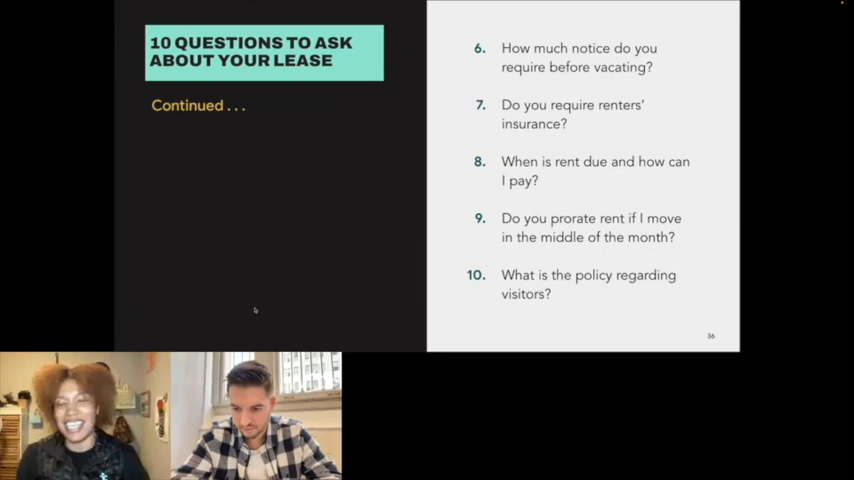 10 QUESTIONS TO ASK
ABOUT YOUR LEASE
Continued . . .
6. How much notice do you
require before vacating?
7. Do you require renters’
insurance?
8. When is rent due and how can
I pay?
9. Do you prorate rent if I move
in the middle of the month?
10. What is the policy regarding
visitors?
36